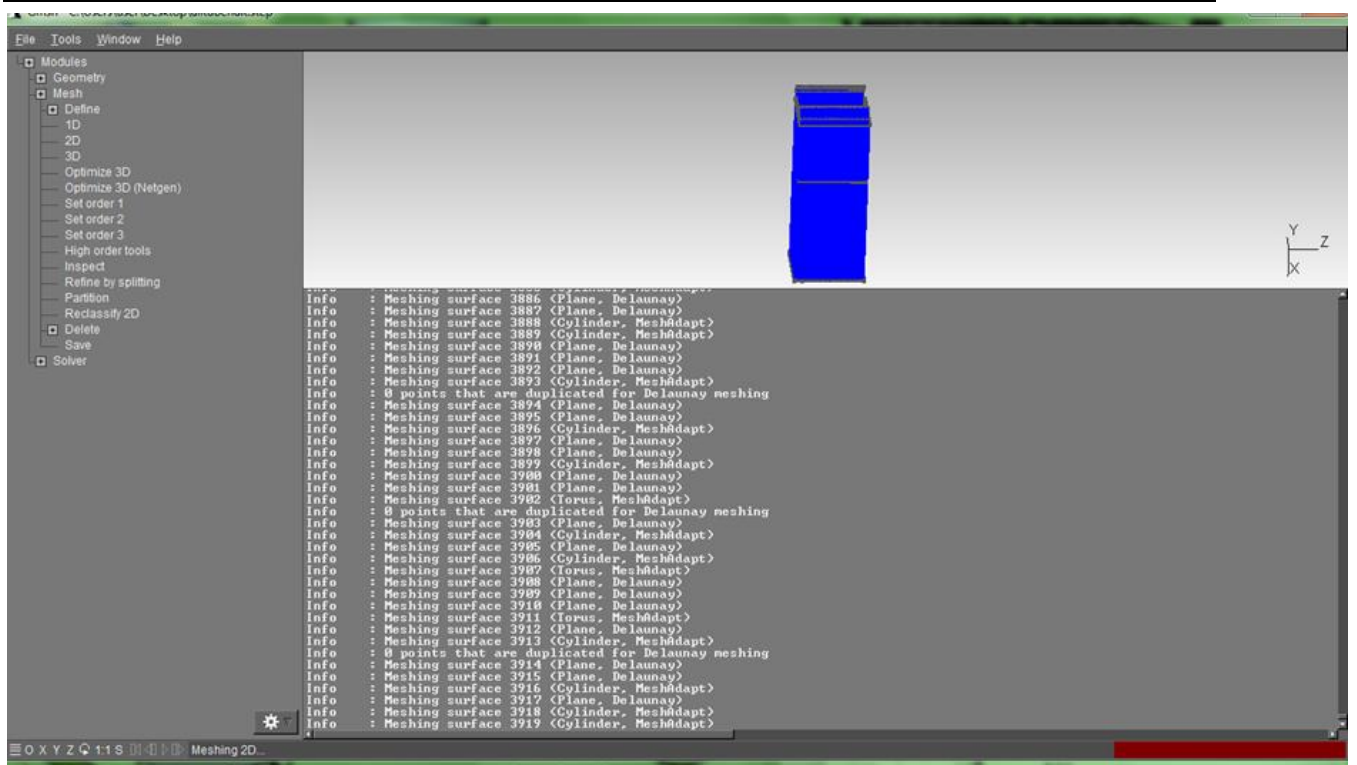 File Tools Window Help
Modules
Geometry
Mesh
Define
1D
2D
3D
Optimize 3D
Optimize 3D (Netgen)
Set order 1
Set order 2
Set order 3
High order tools
Inspect
Refine by splitting
Partition
Reclassify 2D
Delete
Save
Solver
Y
Z
X
Info : Meshing surface 3886 (Plane, Delaunay)
Info : Meshing surface 3887 (Plane, Delaunay)
Info : Meshing surface 3888 (Cylinder, MeshAdapt)
Info : Meshing surface 3889 (Cylinder, MeshAdapt)
Info : Meshing surface 3890 (Plane, Delaunay)
Info : Meshing surface 3891 (Plane, Delaunay)
Info : Meshing surface 3892 (Plane, Delaunay)
Info : Meshing surface 3893 (Cylinder, MeshAdapt)
Info : 0 points that are duplicated for Delaunay meshing
Info : Meshing surface 3894 (Plane, Delaunay)
Info : Meshing surface 3895 (Plane, Delaunay)
Info : Meshing surface 3896 (Cylinder, MeshAdapt)
Info : Meshing surface 3897 (Plane, Delaunay)
Info : Meshing surface 3898 (Plane, Delaunay)
Info : Meshing surface 3899 (Cylinder, MeshAdapt)
Info : Meshing surface 3900 (Plane, Delaunay)
Info : Meshing surface 3901 (Plane, Delaunay)
Info : Meshing surface 3902 (Torus, MeshAdapt)
Info : 0 points that are duplicated for Delaunay meshing
Info : Meshing surface 3903 (Plane, Delaunay)
Info : Meshing surface 3904 (Cylinder, MeshAdapt)
Info : Meshing surface 3905 (Plane, Delaunay)
Info : Meshing surface 3906 (Cylinder, MeshAdapt)
Info : Meshing surface 3907 (Torus, MeshAdapt)
Info : Meshing surface 3908 (Plane, Delaunay)
Info : Meshing surface 3909 (Plane, Delaunay)
Info : Meshing surface 3910 (Plane, Delaunay)
Info : Meshing surface 3911 (Torus, MeshAdapt)
Info : Meshing surface 3912 (Plane, Delaunay)
Info : Meshing surface 3913 (Cylinder, MeshAdapt)
Info : 0 points that are duplicated for Delaunay meshing
Info : Meshing surface 3914 (Plane, Delaunay)
Info : Meshing surface 3915 (Plane, Delaunay)
Info : Meshing surface 3916 (Cylinder, MeshAdapt)
Info : Meshing surface 3917 (Plane, Delaunay)
Info : Meshing surface 3918 (Cylinder, MeshAdapt)
Info : Meshing surface 3919 (Cylinder, MeshAdapt)
O X Y Z 1:1 S Meshing 2D...